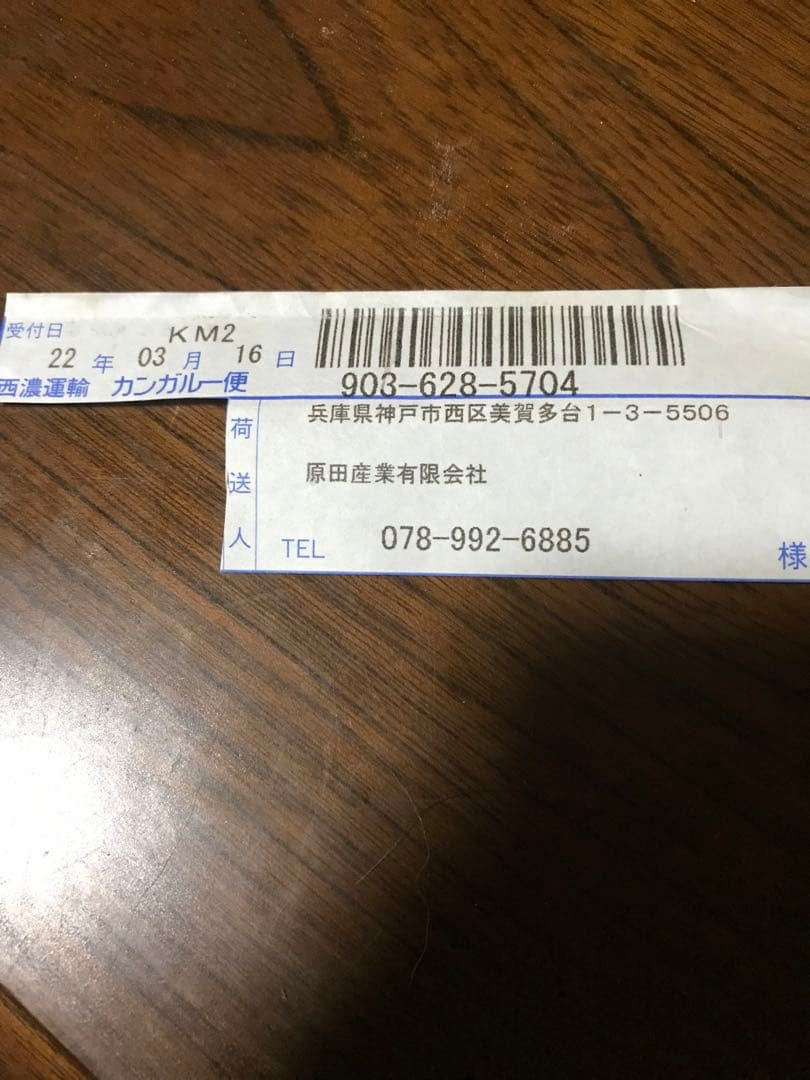 受付日 KM2
22 年 03 月 16 日
西濃運輸 カンガルー便
903-628-5704
荷送人
兵庫県神戸市西区美賀多台1-3-5506
原田産業有限会社
TEL 078-992-6885 様